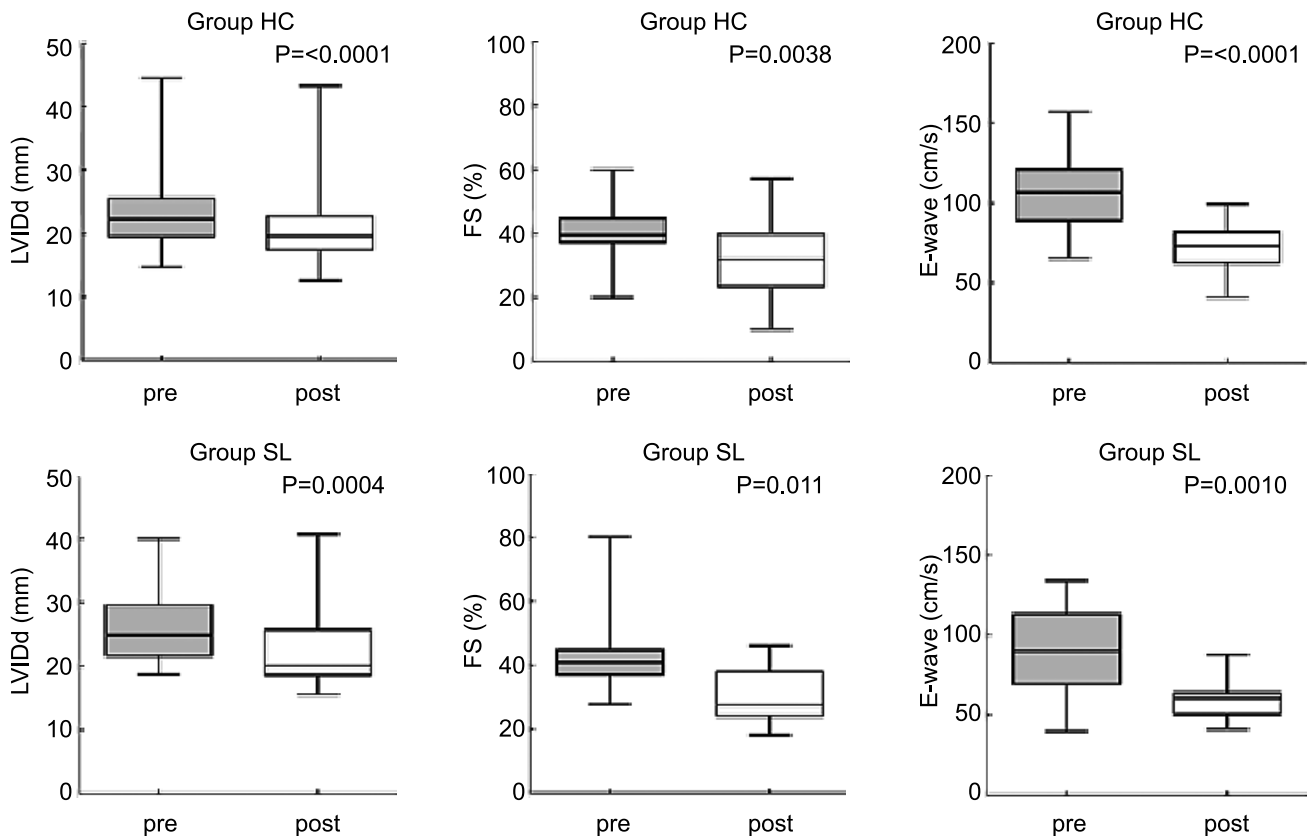 Group HC
P=<0.0001
LVIDd (mm)
50
40
30
20
10
0
pre post
Group HC
P=0.0038
FS (%)
100
80
60
40
20
0
pre post
Group HC
P=<0.0001
E-wave (cm/s)
200
150
100
50
0
pre post
Group SL
P=0.0004
LVIDd (mm)
50
40
30
20
10
0
pre post
Group SL
P=0.011
FS (%)
100
80
60
40
20
0
pre post
Group SL
P=0.0010
E-wave (cm/s)
200
150
100
50
0
pre post